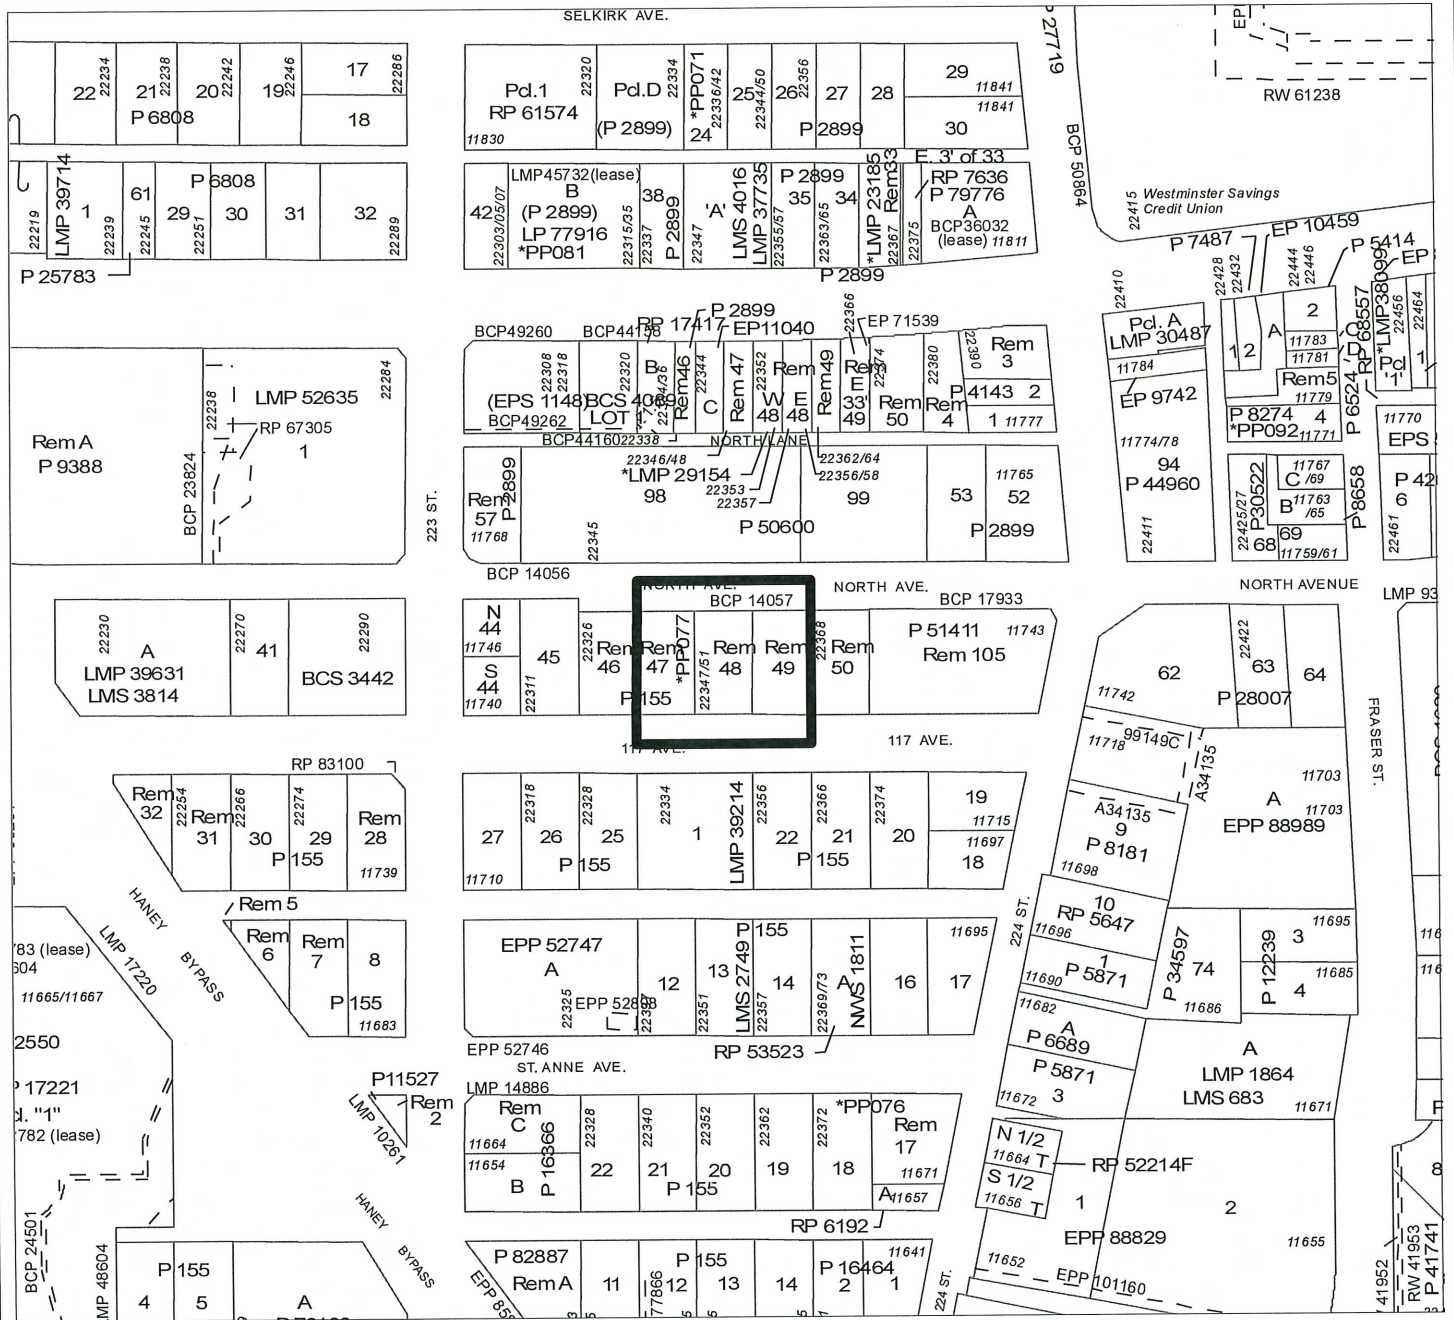 SELKIRK AVE.
22
22234
21
22238
20
22242
19
22246
17
22286
18
P 6808
Pcl.1
RP 61574
22320
11830
Pcl.D
22334
(P 2899)
*PP071
22336/42
24
25
22344/50
26
22356
27
28
P 2899
29
11841
11841
30
P 27719
BCP 50864
RW 61238
22415
Westminster Savings
Credit Union
22219
LMP 39714
1
22239
61
22245
P 6808
29
22251
30
31
32
22289
P 25783
42
22303/05/07
LMP45732(lease)
B
(P 2899)
LP 77916
*PP081
22315/35
38
22337
P 2899
'A'
22347
LMS 4016
LMP 37735
P 2899
35
22355/57
34
22363/65
*LMP 23185
Rem33
22367
22375
E. 3' of 33
RP 7636
P 79776
A
BCP36032
(lease) 11811
P 2899
P 7487
EP 10459
P 5414
22410
22428
22432
22444
22446
Pcl. A
LMP 30487
11784
EP 9742
11774/78
94
P 44960
22411
1
2
A
2
11783
11781
Rem5
11779
P 8274
4
*PP092
11771
P 6524
RP 68557
*LMP38099
22456
22464
Pcl
'1'
1
11770
EPS
BCP49260
BCP44158
RP 17417
P 2899
EP11040
22366
EP 71539
22308
22318
22320
(EPS 1148)
BCP49262
LOT
B
Rem46
22344
C
Rem 47
22352
Rem
W
48
E
48
Rem49
Rem
E
33'
49
22374
Rem
50
22380
Rem
4
22390
Rem
3
P 4143
2
1
11777
BCP44160
22338
NORTH LANE
22346/48
*LMP 29154
22353
22357
22362/64
22356/58
RemA
P 9388
BCP 23824
22238
LMP 52635
RP 67305
1
22284
223 ST.
Rem
57
11768
P 2899
98
22345
P 50600
99
53
11765
52
P 2899
P30522
22425/27
68
C
11767
/69
B
11763
/65
69
11759/61
P 8658
22461
6
BCP 14056
NORTH AVE.
BCP 14057
NORTH AVE.
BCP 17933
NORTH AVENUE
LMP 93
22230
A
LMP 39631
LMS 3814
22270
41
22290
BCS 3442
N
44
11746
S
44
11740
45
22311
22326
Rem
46
Rem
47
*PP077
P 155
22347/51
Rem
48
Rem
49
22368
Rem
50
P 51411
11743
Rem 105
62
11742
22422
63
64
P 28007
FRASER ST.
117 AVE.
117 AVE.
RP 83100
Rem
32
22254
Rem
31
22266
30
22274
29
Rem
28
P 155
11739
27
11710
22318
26
22328
25
P 155
22334
1
LMP 39214
22356
22
22366
21
P 155
22374
20
19
11715
11697
18
11718
99149C
A34135
A34135
9
P 8181
11698
11703
A
11703
EPP 88989
HANEY
BYPASS
LMP 17220
Rem 5
Rem
6
Rem
7
8
P 155
11683
EPP 52747
A
22325
12
22351
13
LMS 2749
P 155
22357
14
22369/73
A
NWS 1811
16
11695
17
224 ST.
10
RP 5647
11696
1
P 5871
11690
P 34597
74
11686
P 12239
11695
3
11685
4
(lease)
11665/11667
EPP 52746
RP 53523
ST. ANNE AVE.
LMP 14886
11682
A
P 6689
P 5871
3
11672
A
LMP 1864
LMS 683
11671
P 17221
"1"
(lease)
P11527
Rem
2
LMP 10261
Rem
C
11664
11654
B
P 16366
22328
22
22340
21
22352
20
P 155
22362
19
22372
18
*PP076
Rem
17
11671
A
11657
RP 6192
N 1/2
11664 T
S 1/2
11656 T
RP 52214F
1
2
EPP 88829
11655
11652
EPP 101160
HANEY
BYPASS
BCP 24501
P 155
4
5
A
P 82887
Rem A
11
12
P 155
13
14
P 16464
2
11641
1
224 ST.
RW 41953
P 41741